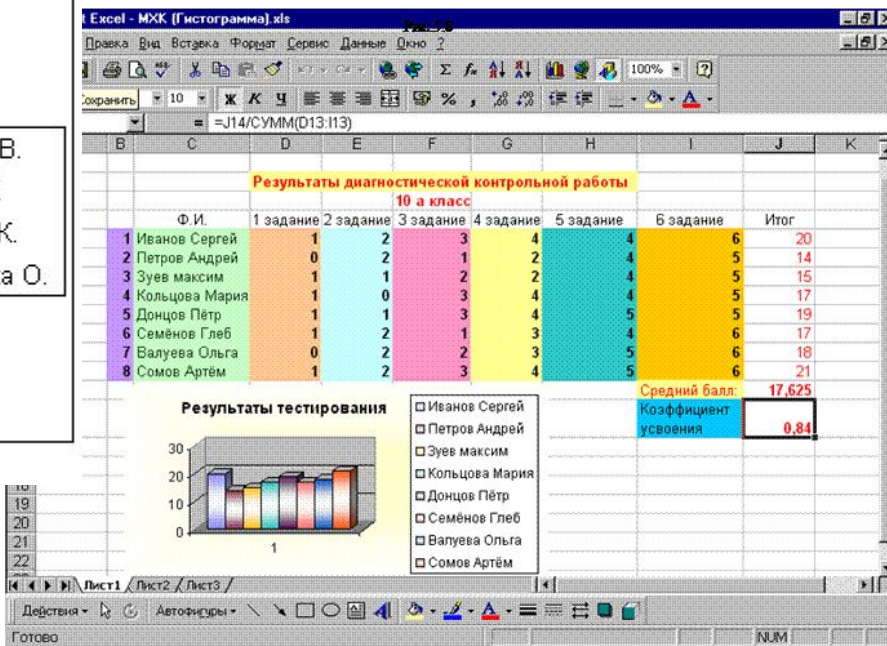 t Excel - МХК (Гистограмма).xls
Правка Вид Вставка Формат Сервис Данные Окно ?
100%
Сохранить 10 Ж К Ч
= =J14/СУММ(D13:I13)
B C D E F G H I J K
Результаты диагностической контрольной работы
10 а класс
Ф.И. 1 задание 2 задание 3 задание 4 задание 5 задание 6 задание Итог
1 Иванов Сергей 1 2 3 4 4 6 20
2 Петров Андрей 0 2 1 2 4 5 14
3 Зуев максим 1 1 2 2 4 5 15
4 Кольцова Мария 1 0 3 4 4 5 17
5 Донцов Пётр 1 1 3 4 5 5 19
6 Семёнов Глеб 1 2 1 3 4 6 17
7 Валуева Ольга 0 2 2 3 5 6 18
8 Сомов Артём 1 2 3 4 5 6 21
Средний балл: 17,625
Коэффициент
усвоения 0,84
Результаты тестирования
30
20
10
0
1
Иванов Сергей
Петров Андрей
Зуев максим
Кольцова Мария
Донцов Пётр
Семёнов Глеб
Валуева Ольга
Сомов Артём
В.
К.
а О.
19
20
21
22
Лист1 Лист2 Лист3
Действия Автофигуры
Готово NUM